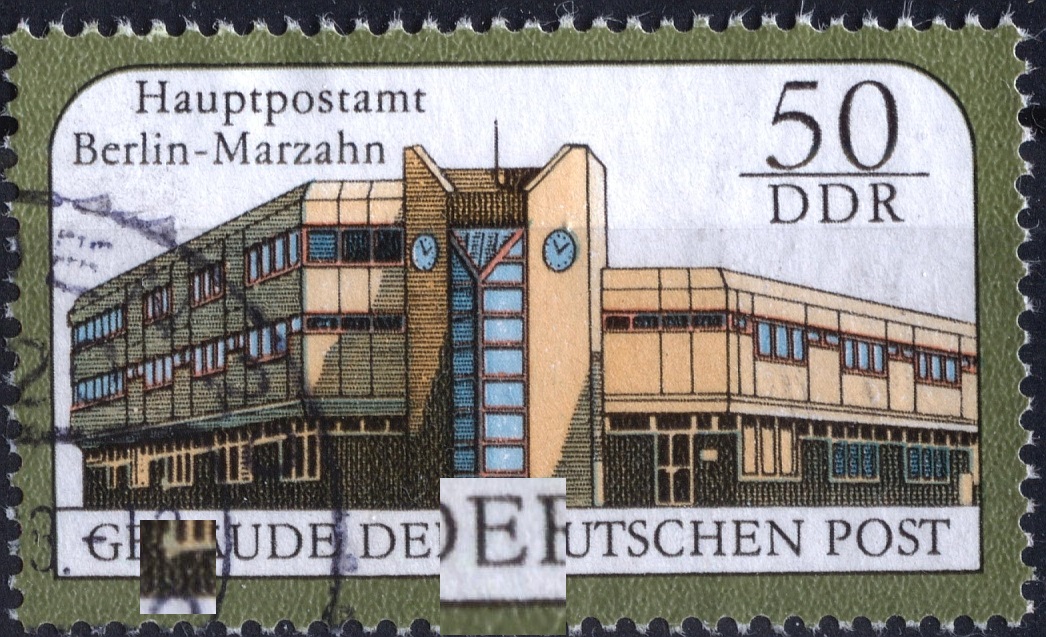 Hauptpostamt
Berlin-Marzahn
50
DDR
POST